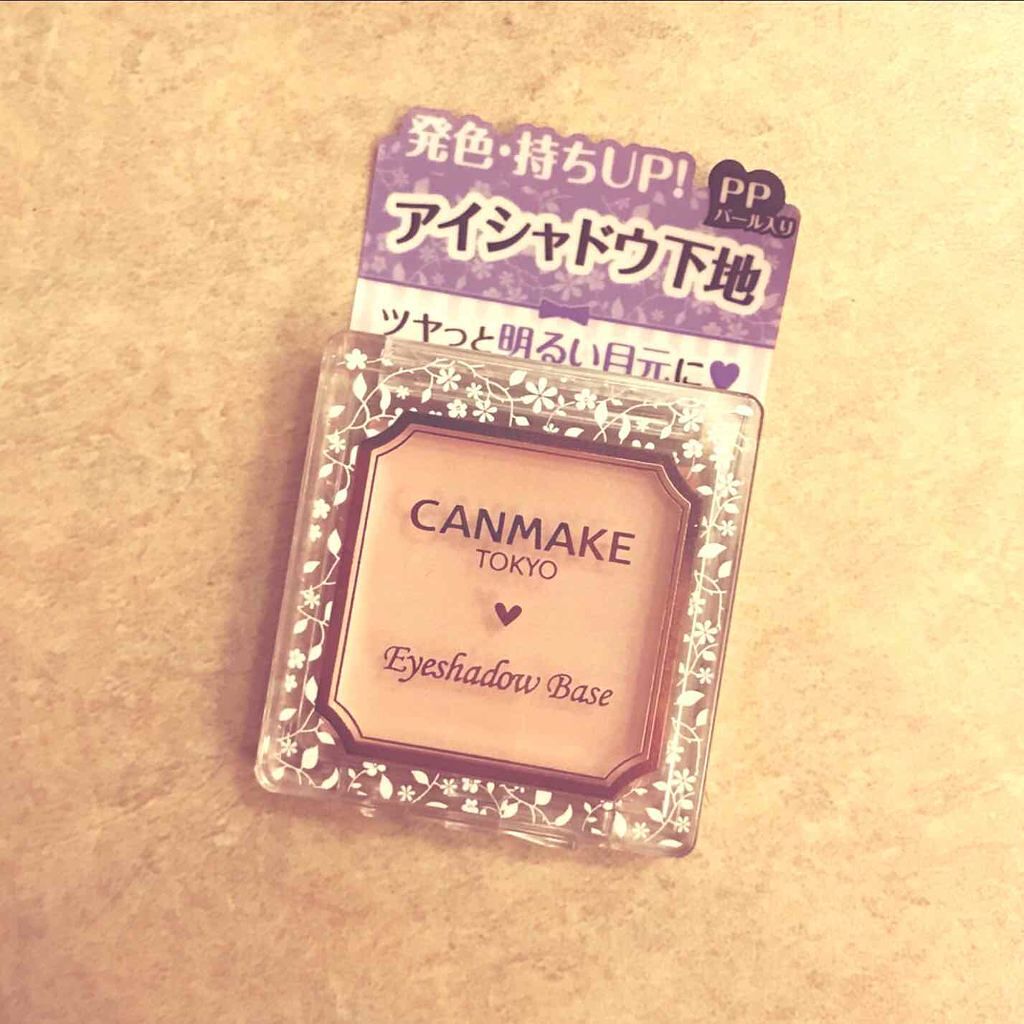 発色・持ちUP!
PP
パール入り
アイシャドウ下地
ツヤっと明るい目元に♥
CANMAKE
TOKYO
♥
Eyeshadow Base